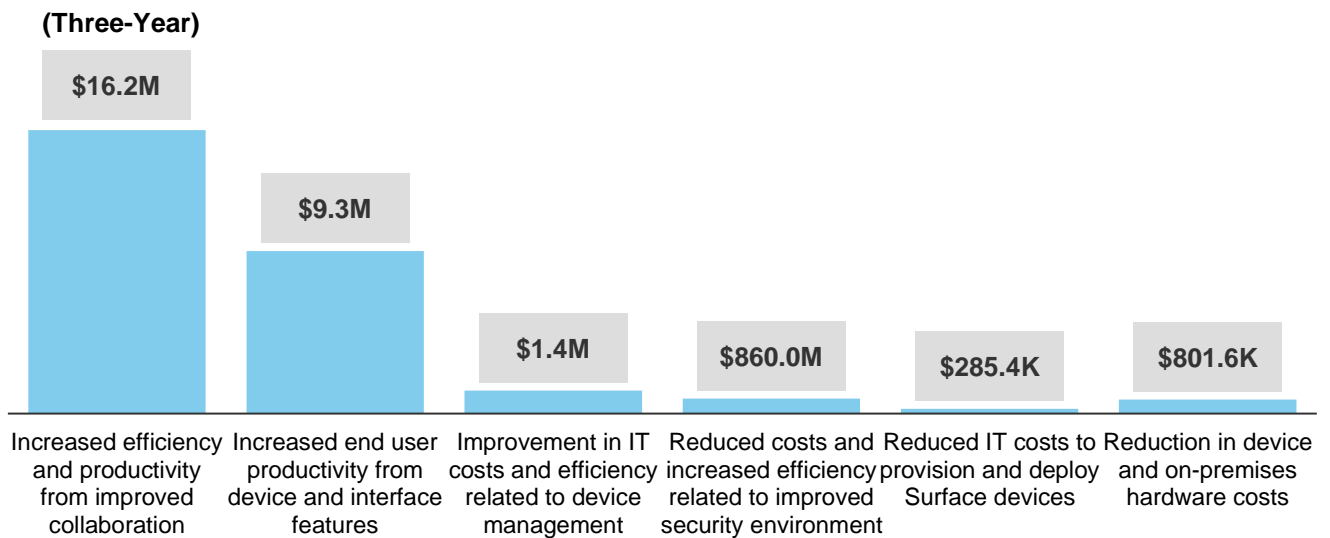 (Three-Year)
$16.2M
$9.3M
$1.4M
$860.0M
$285.4K
$801.6K
Increased efficiency
and productivity
from improved
collaboration
Increased end user
productivity from
device and interface
features
Improvement in IT
costs and efficiency
related to device
management
Reduced costs and
increased efficiency
related to improved
security environment
Reduced IT costs to
provision and deploy
Surface devices
Reduction in device
and on-premises
hardware costs